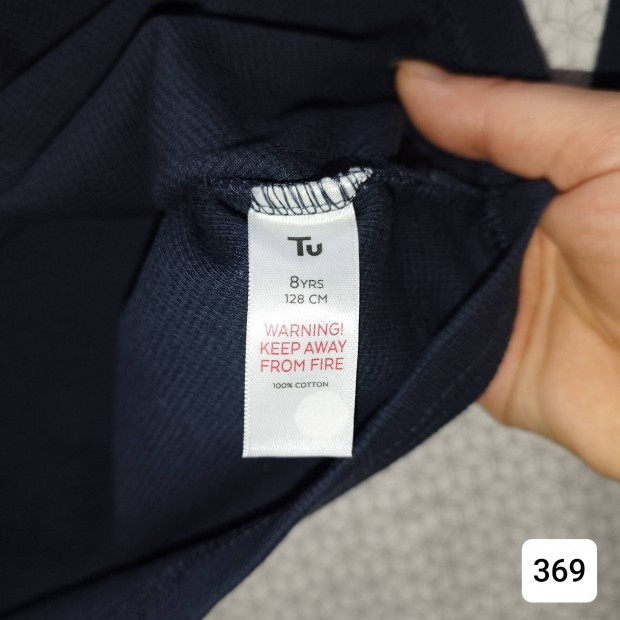 Tu
8YRS
128 CM
WARNING!
KEEP AWAY
FROM FIRE
100% COTTON
369